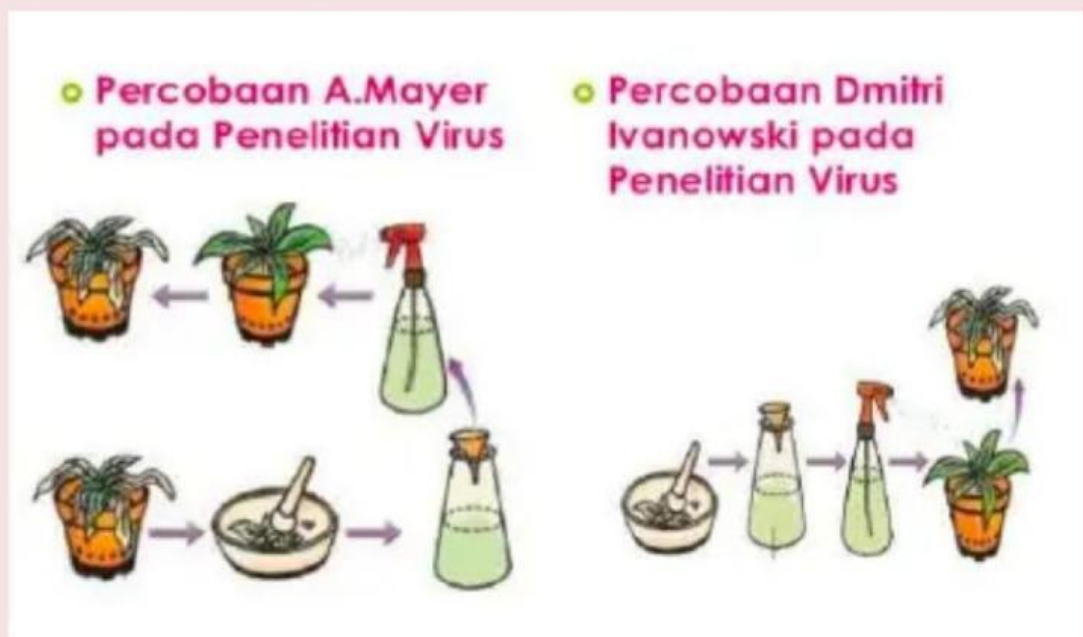 Percobaan A.Mayer
pada Penelitian Virus
Percobaan Dmitri
Ivanowski pada
Penelitian Virus